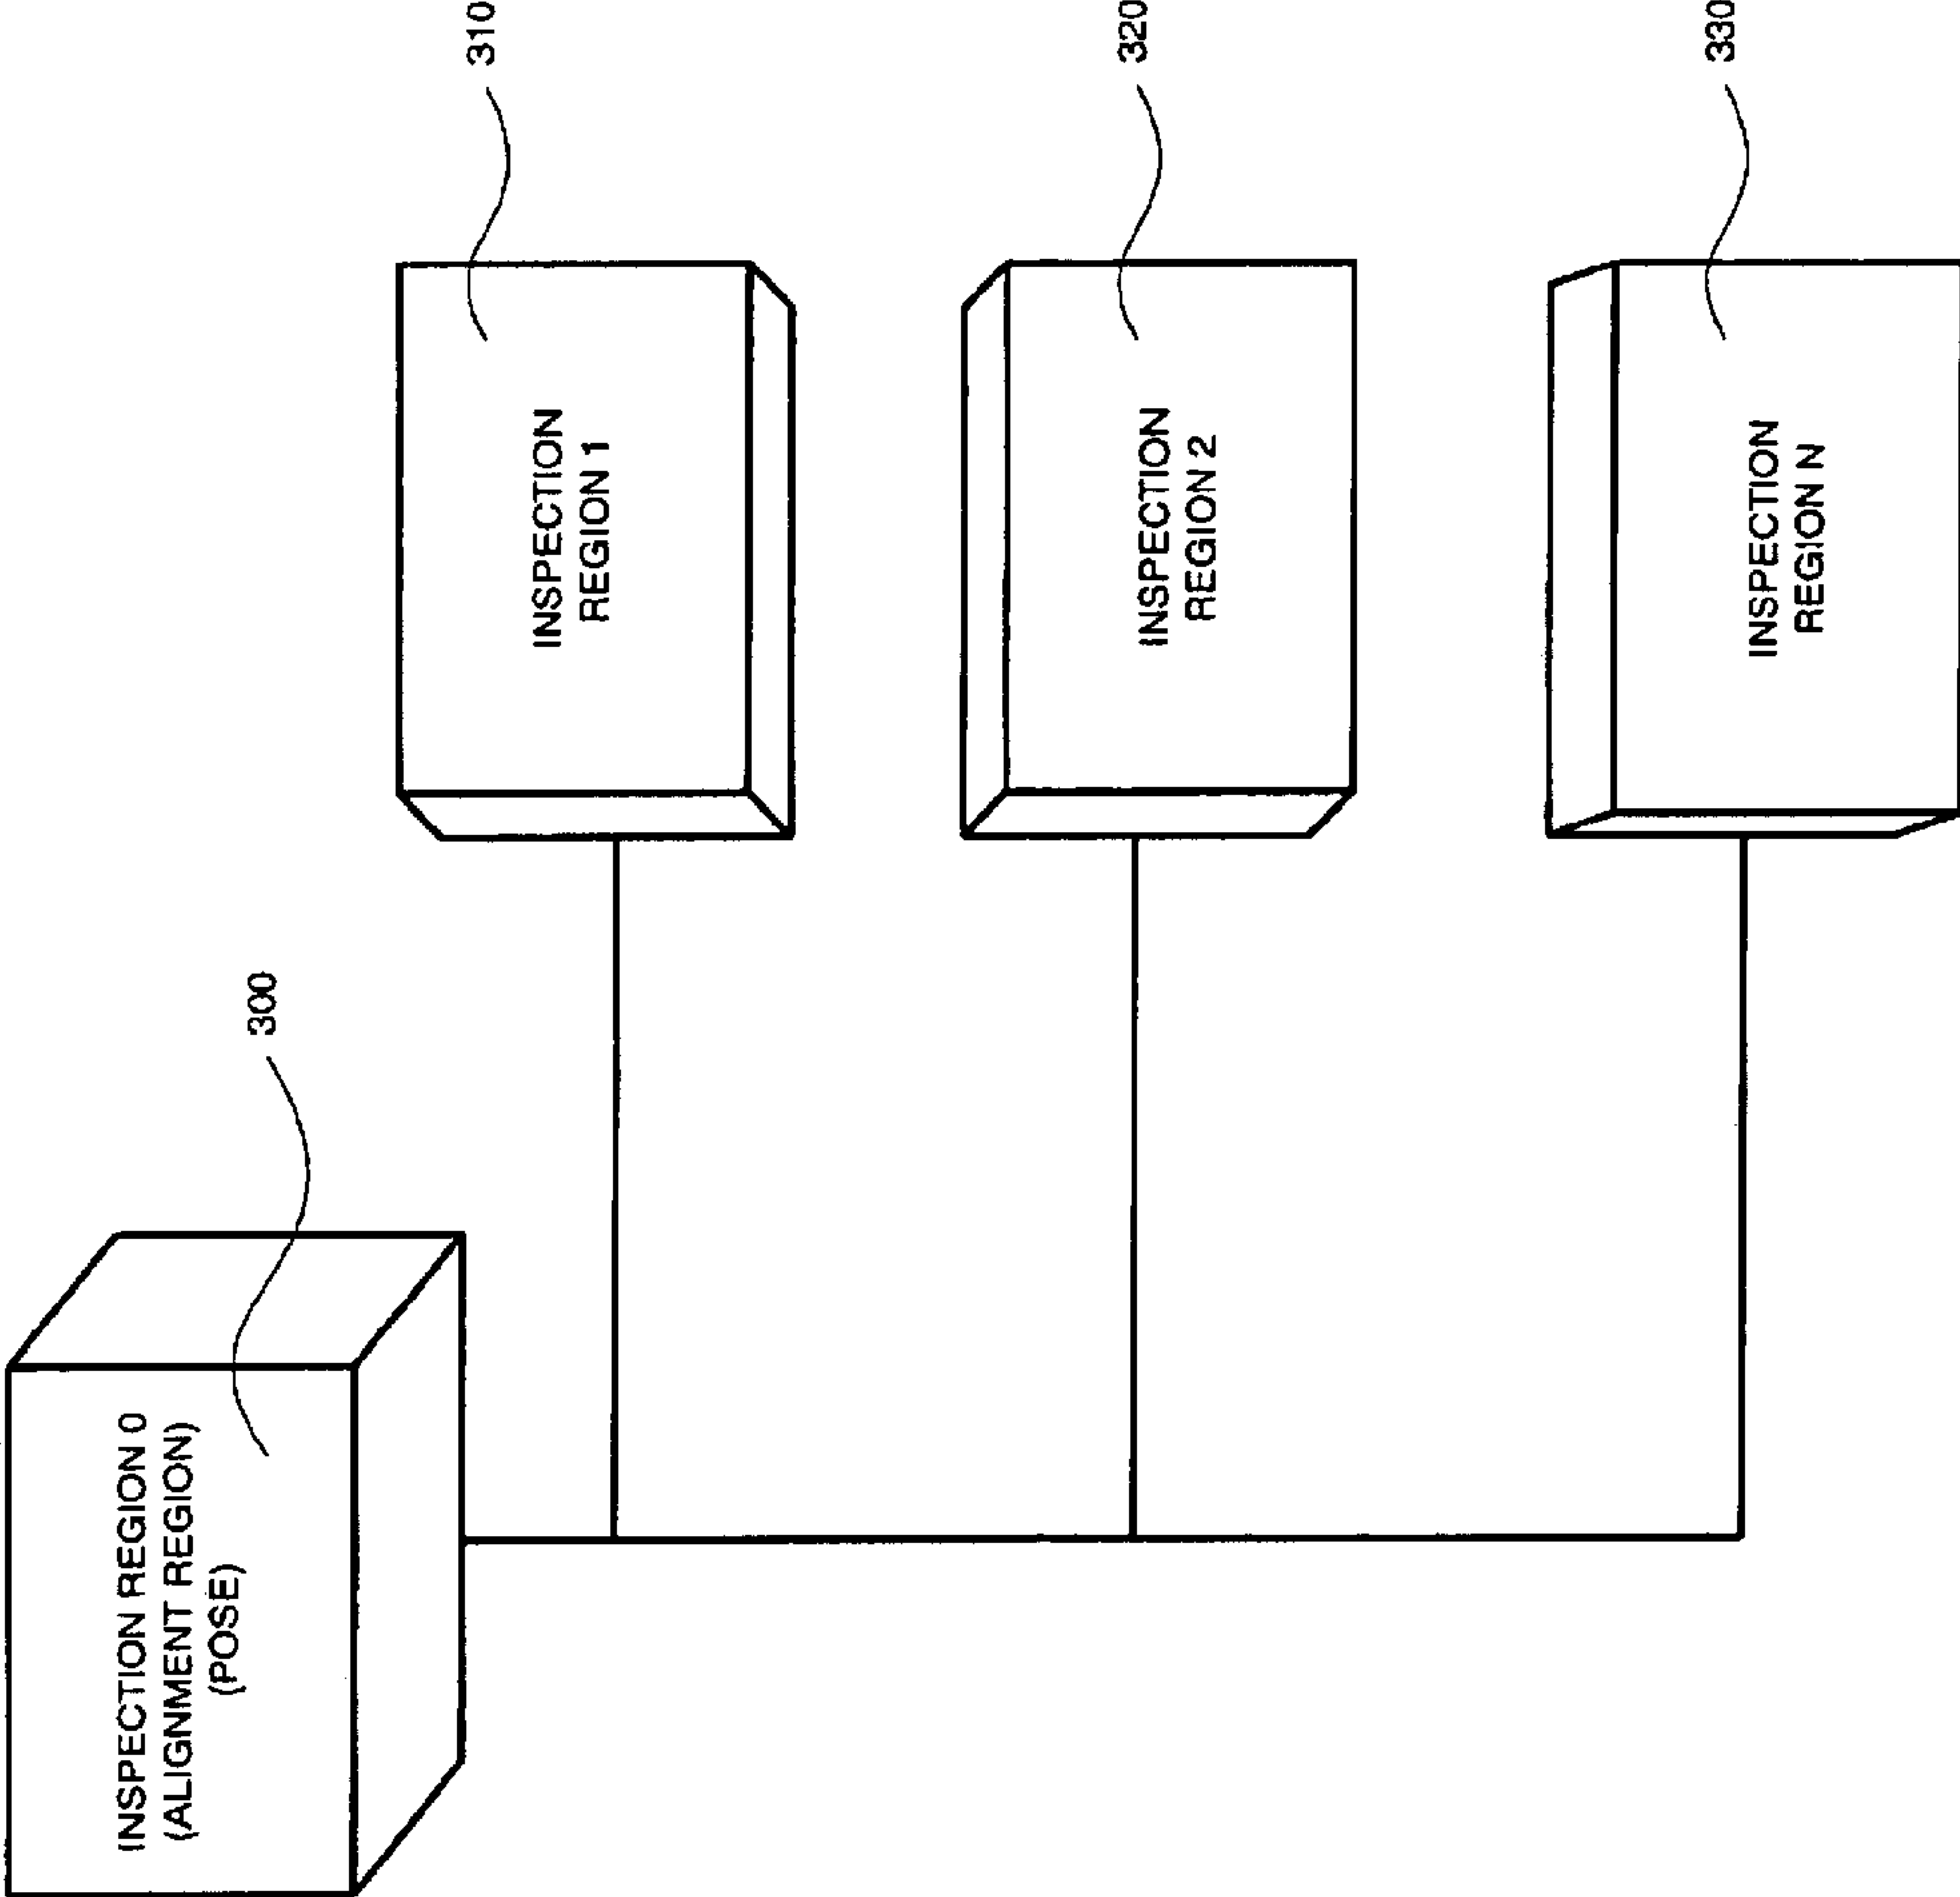 300
INSPECTION REGION 0
(ALIGNMENT REGION)
(POSE)
310
INSPECTION
REGION 1
320
INSPECTION
REGION 2
330
INSPECTION
REGION N